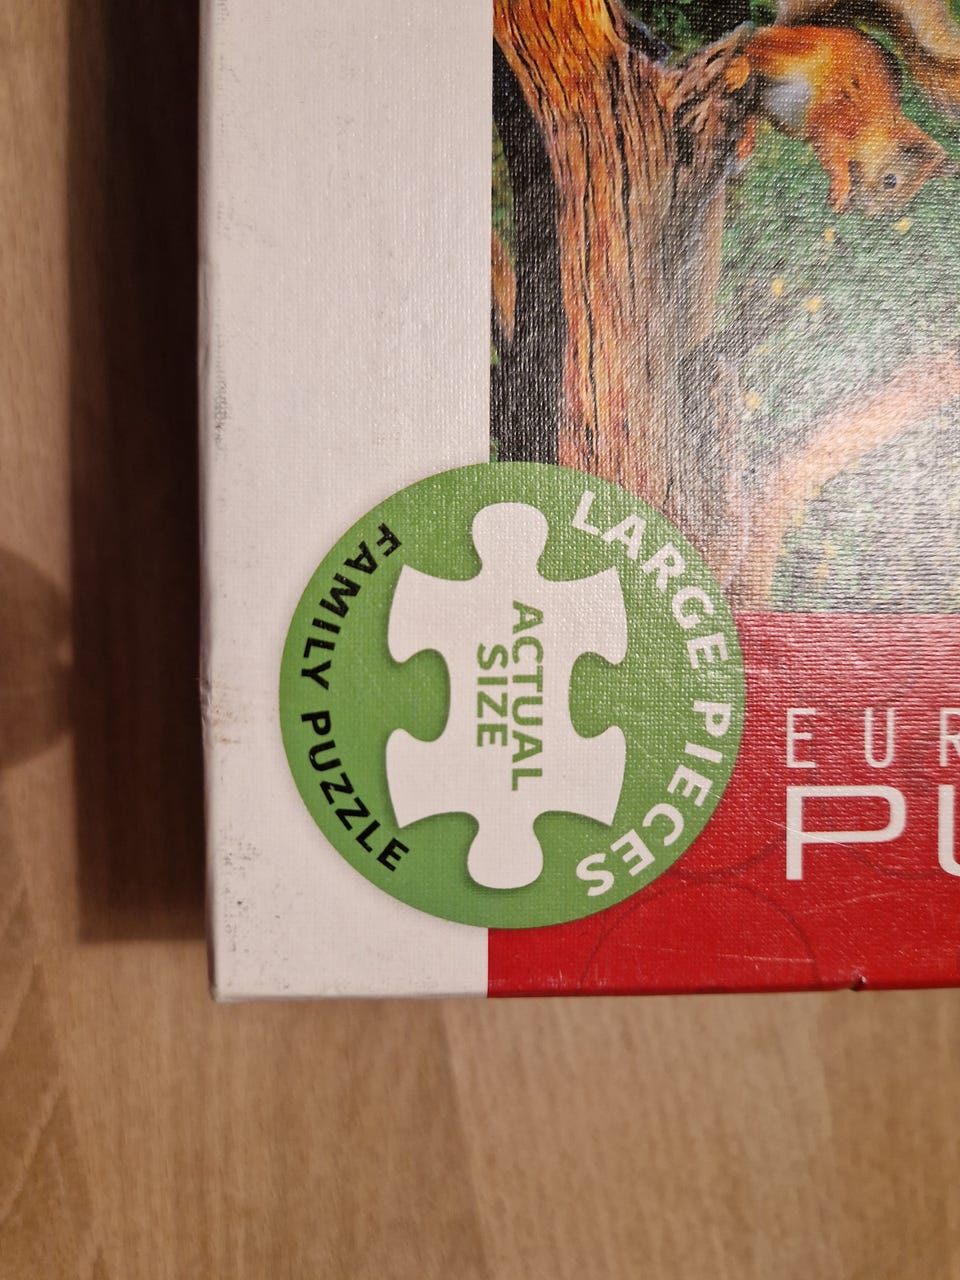 LARGE PIECES
ACTUAL
SIZE
FAMILY PUZZLE
EUR
PU